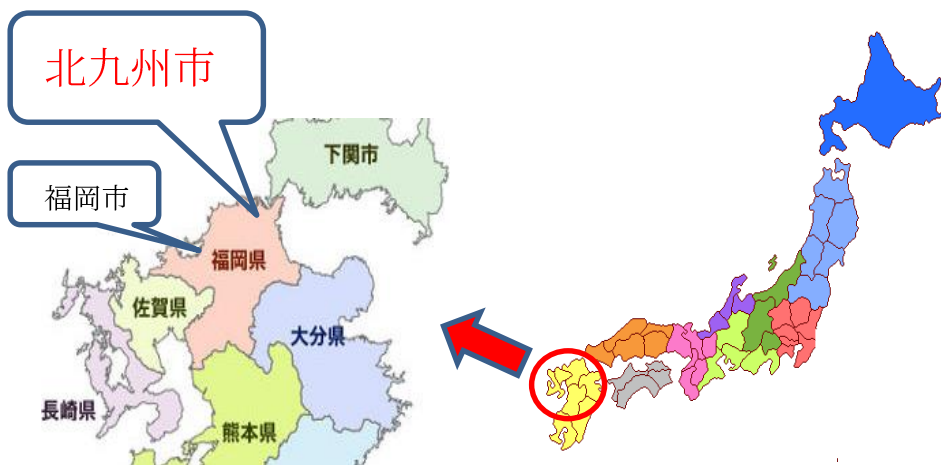 北九州市
下関市
福岡市
福岡県
佐賀県
大分県
長崎県
熊本県